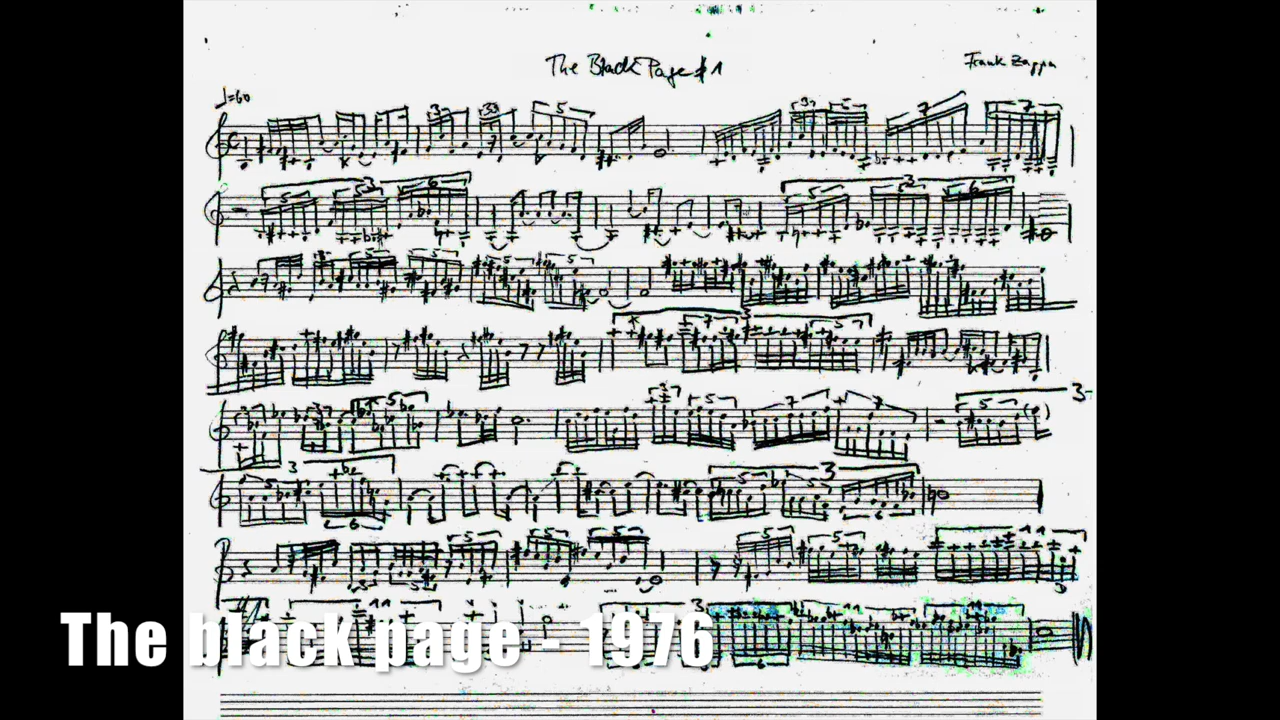 The Black Page #1
Frank Zappa
♩=60
The black page - 1976